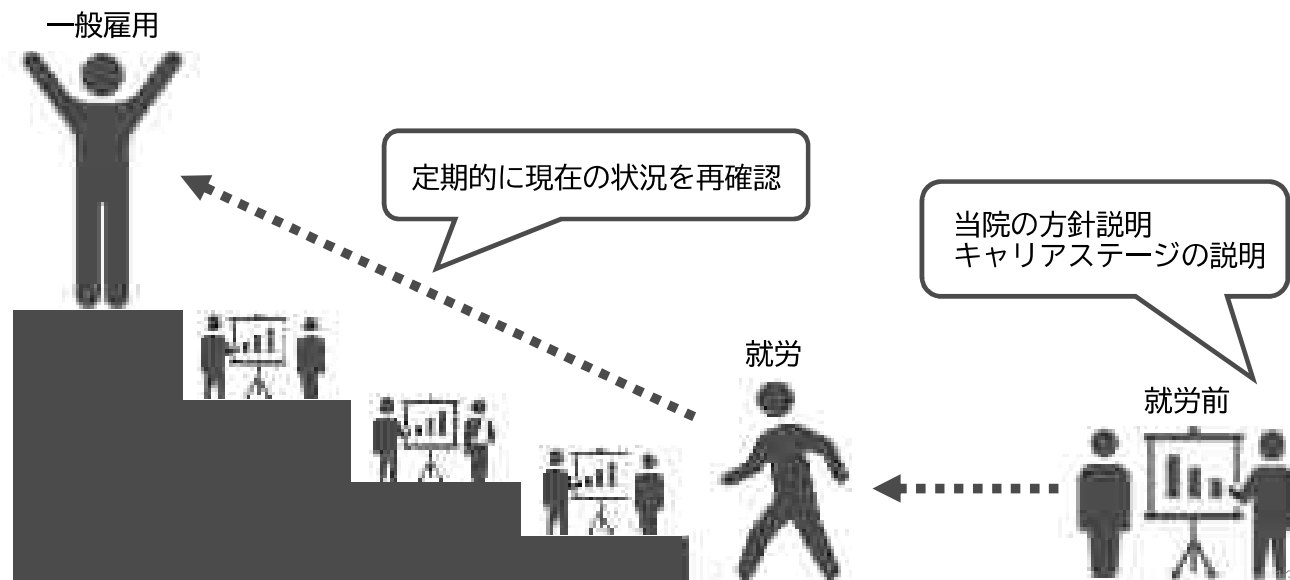 一般雇用
定期的に現在の状況を再確認
当院の方針説明
キャリアステージの説明
就労
就労前